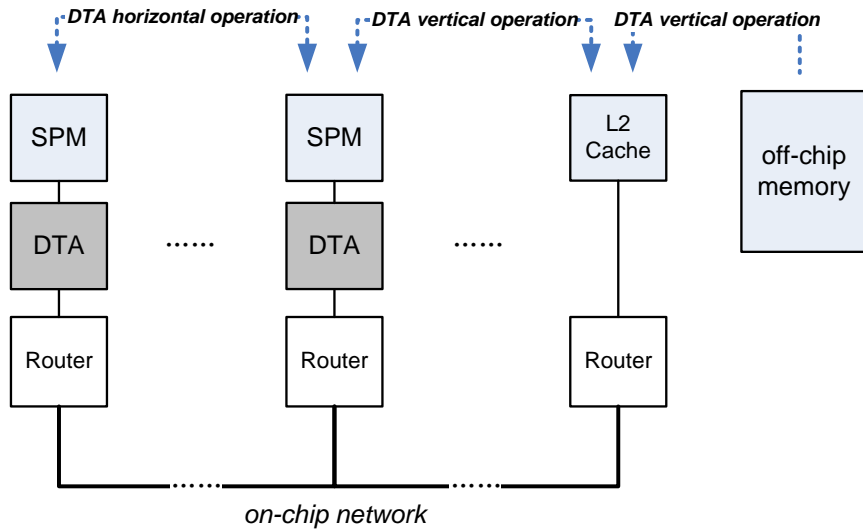 DTA horizontal operation
DTA vertical operation
DTA vertical operation
SPM
SPM
L2
Cache
off-chip
memory
DTA
......
DTA
......
Router
Router
Router
......
......
on-chip network